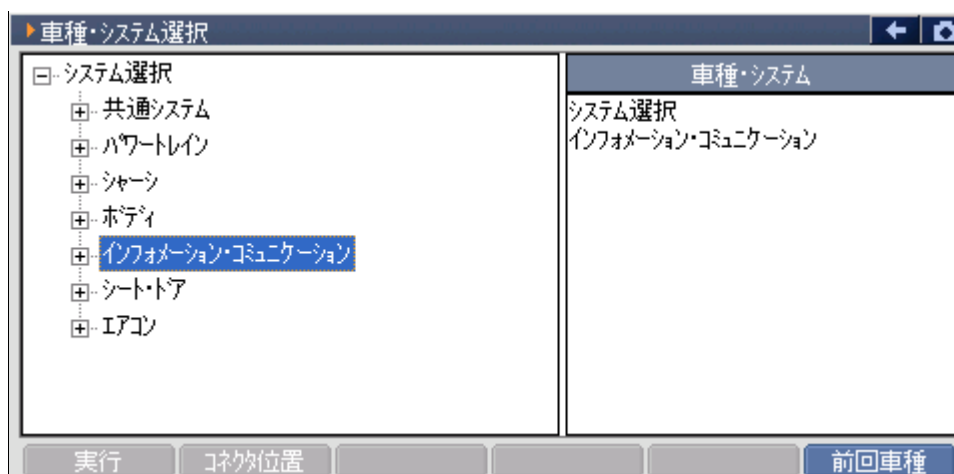 車種・システム選択
システム選択
共通システム
パワートレイン
シャーシ
ボディ
インフォメーション・コミュニケーション
シート・ドア
エアコン
車種・システム
システム選択
インフォメーション・コミュニケーション
実行
コネクタ位置
前回車種